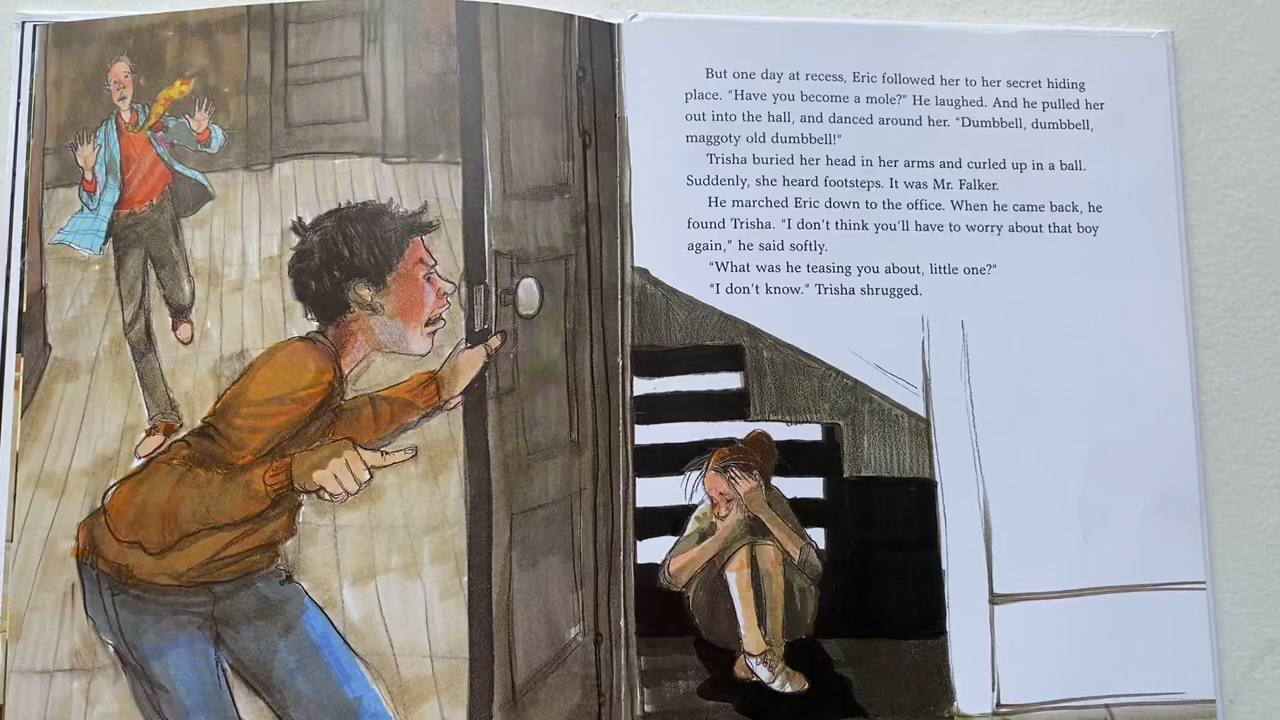 But one day at recess, Eric followed her to her secret hiding
place. “Have you become a mole?” He laughed. And he pulled her
out into the hall, and danced around her. “Dumbbell, dumbbell,
maggoty old dumbbell!”
Trisha buried her head in her arms and curled up in a ball.
Suddenly, she heard footsteps. It was Mr. Falker.
He marched Eric down to the office. When he came back, he
found Trisha. “I don’t think you’ll have to worry about that boy
again,” he said softly.
“What was he teasing you about, little one?”
“I don’t know.” Trisha shrugged.